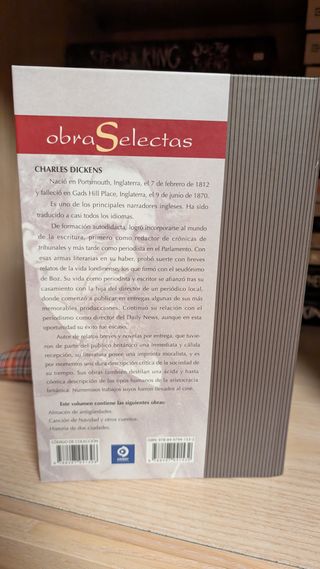 STEPHEN KING
DOCTOR
obraSelectas
CHARLES DICKENS
Nació en Portsmouth, Inglaterra, el 7 de febrero de 1812
y falleció en Gads Hill Place, Inglaterra, el 9 de junio de 1870.
Es uno de los principales narradores ingleses. Ha sido
traducido a casi todos los idiomas.
De formación autodidacta, logró incorporarse al mundo
de la escritura, primero como redactor de crónicas de
tribunales y más tarde como periodista en el Parlamento. Con
esas armas literarias en su haber, probó suerte con breves
relatos de la vida londinense, los que firmó con el seudónimo
de Boz. Su vida como periodista y escritor se afianzó tras su
casamiento con la hija del director de un periódico local,
donde comenzó a publicar en entregas algunas de sus más
memorables producciones. Continuó su relación con el
periodismo como director del Daily News, aunque en esta
oportunidad su éxito fue escaso.
Autor de relatos breves y novelas por entrega, que tuvie-
ron de parte del público británico una inmediata y cálida
recepción, su literatura posee una impronta moralista, y es
por momentos una dura descripción crítica de la sociedad de
su tiempo. Sus obras también destilan una ácida y hasta
cómica descripción de los tipos humanos de la aristocracia
británica. Numerosos trabajos suyos fueron llevados al cine.
Este volumen contiene las siguientes obras:
Almacén de antigüedades.
Canción de Navidad y otros cuentos.
Historia de dos ciudades.
CÓDIGO DE COLECCIÓN